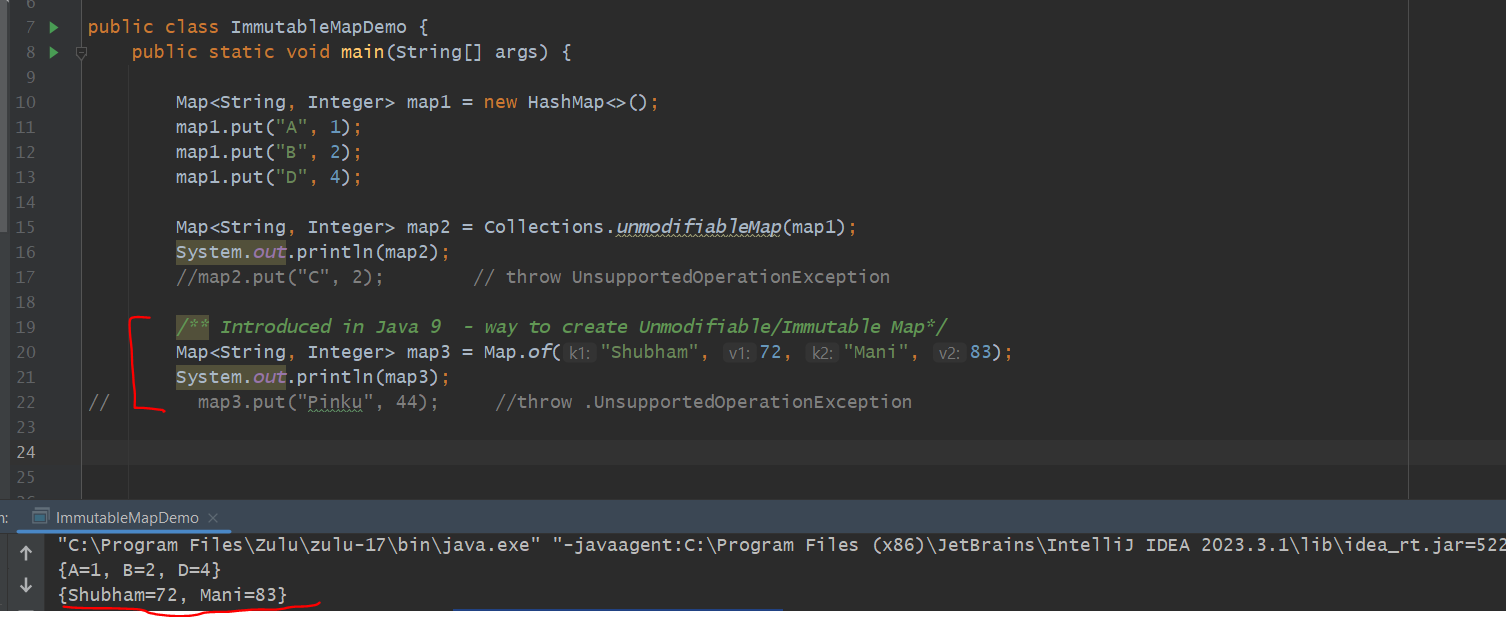 6
7 public class ImmutableMapDemo {
8 public static void main(String[] args) {
9
10 Map<String, Integer> map1 = new HashMap<>();
11 map1.put("A", 1);
12 map1.put("B", 2);
13 map1.put("D", 4);
14
15 Map<String, Integer> map2 = Collections.unmodifiableMap(map1);
16 System.out.println(map2);
17 //map2.put("C", 2); // throw UnsupportedOperationException
18
19 /** Introduced in Java 9 - way to create Unmodifiable/Immutable Map*/
20 Map<String, Integer> map3 = Map.of( k1: "Shubham", v1: 72, k2: "Mani", v2: 83);
21 System.out.println(map3);
22 // map3.put("Pinku", 44); //throw .UnsupportedOperationException
23
24
25
ImmutableMapDemo ×
"C:\Program Files\Zulu\zulu-17\bin\java.exe" "-javaagent:C:\Program Files (x86)\JetBrains\IntelliJ IDEA 2023.3.1\lib\idea_rt.jar=522
{A=1, B=2, D=4}
{Shubham=72, Mani=83}